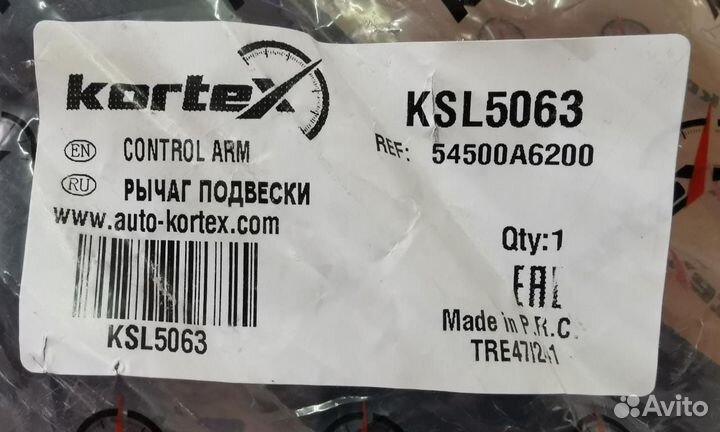 kortex
KSL5063
REF: 54500A6200
EN CONTROL ARM
RU РЫЧАГ ПОДВЕСКИ
www.auto-kortex.com
KSL5063
Qty:1
EAC
Made in P.R.C.
Avito